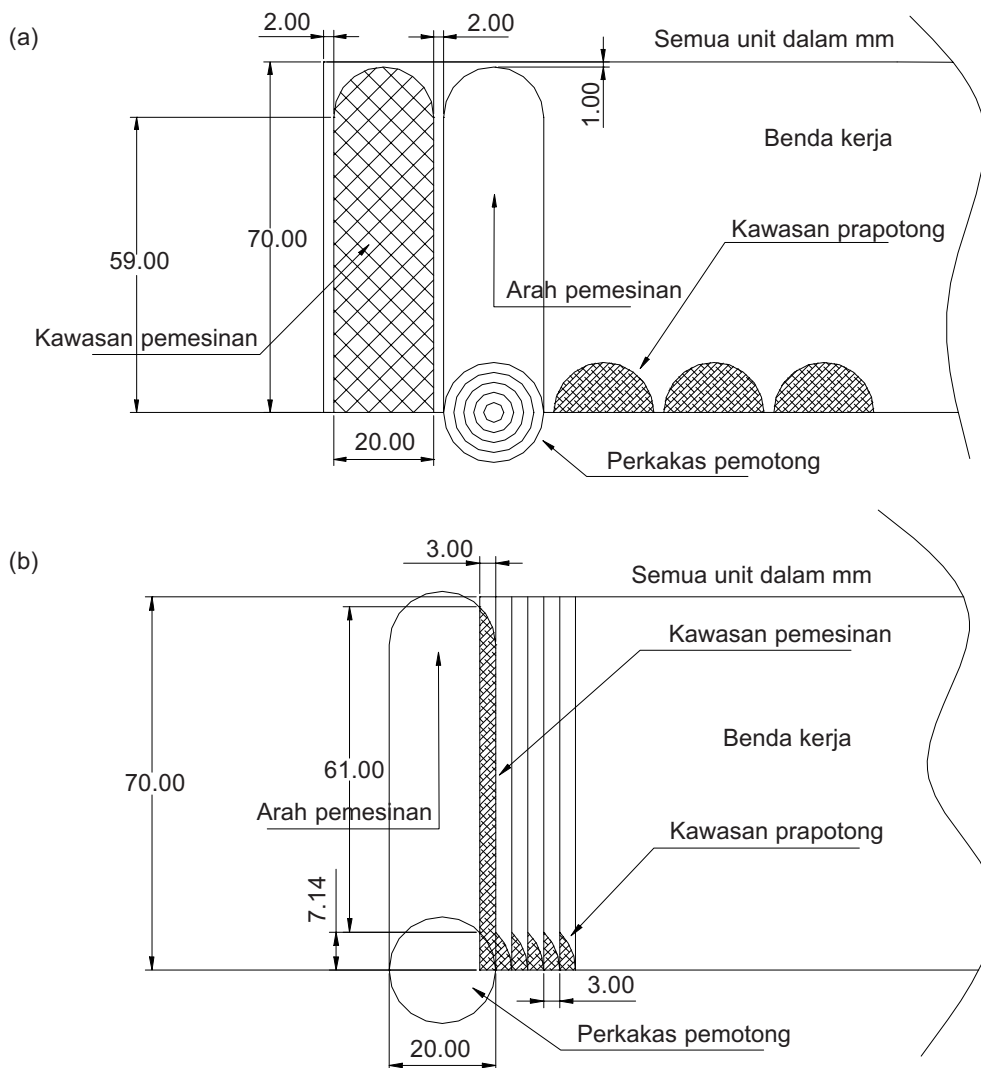 (a)
2.00
2.00
Semua unit dalam mm
1.00
Benda kerja
Kawasan prapotong
70.00
59.00
Arah pemesinan
Kawasan pemesinan
20.00
Perkakas pemotong
(b)
3.00
Semua unit dalam mm
Kawasan pemesinan
Benda kerja
70.00
61.00
Arah pemesinan
Kawasan prapotong
7.14
3.00
Perkakas pemotong
20.00